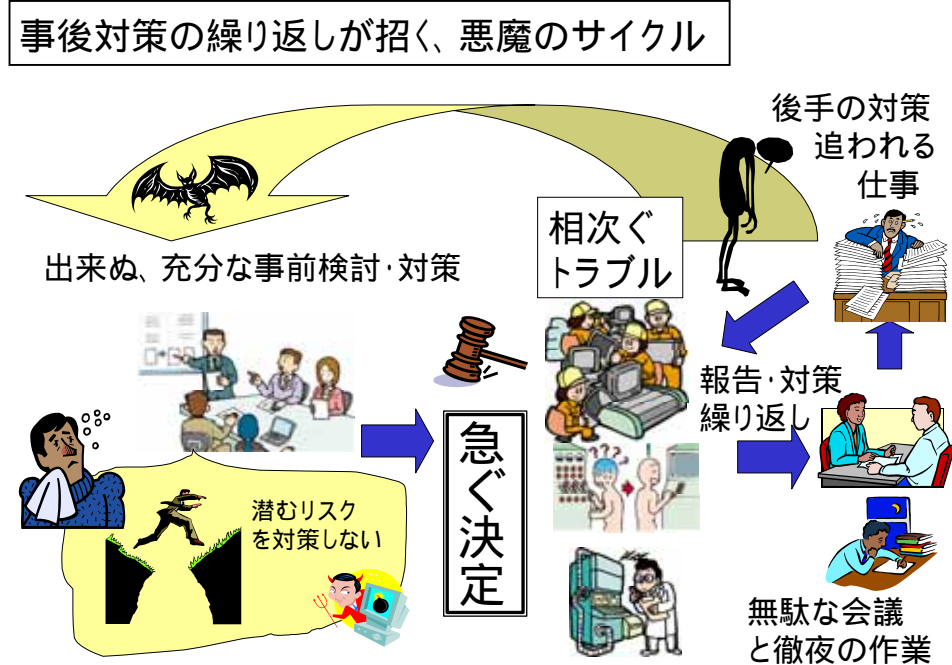 事後対策の繰り返しが招く、悪魔のサイクル
後手の対策
追われる
仕事
相次ぐ
トラブル
出来ぬ、充分な事前検討・対策
報告・対策
繰り返し
急ぐ決定
潜むリスク
を対策しない
???
無駄な会議
と徹夜の作業